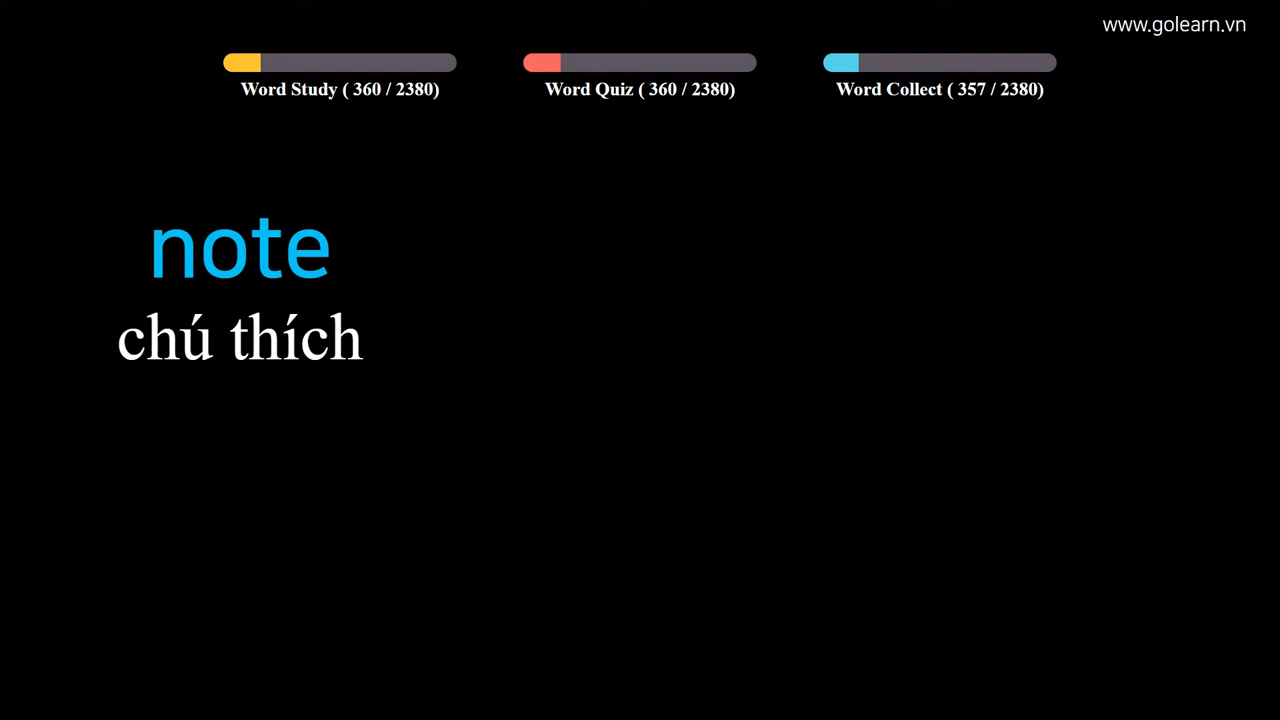 www.golearn.vn
Word Study ( 360 / 2380)
Word Quiz ( 360 / 2380)
Word Collect ( 357 / 2380)
note
chú thích